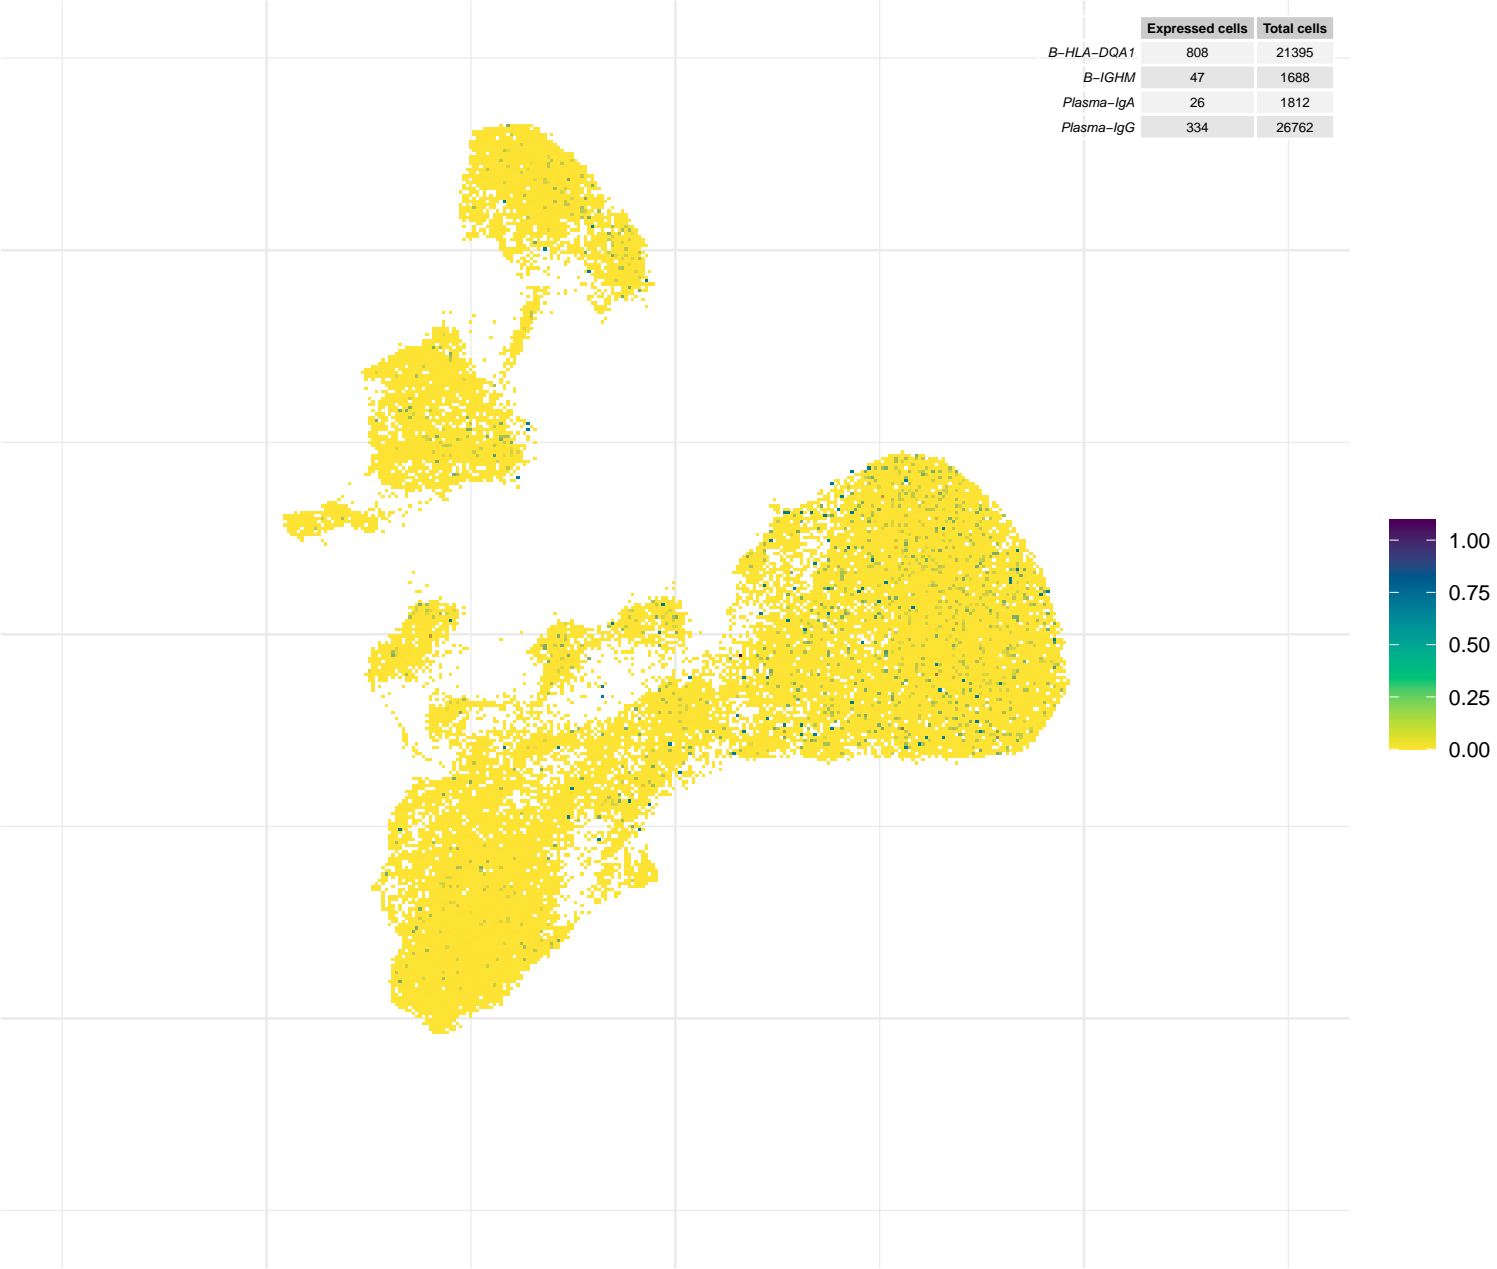 Expressed cells Total cells
B−HLA−DQA1 808 21395
B−IGHM 47 1688
Plasma−IgA 26 1812
Plasma−IgG 334 26762
1.00
0.75
0.50
0.25
0.00